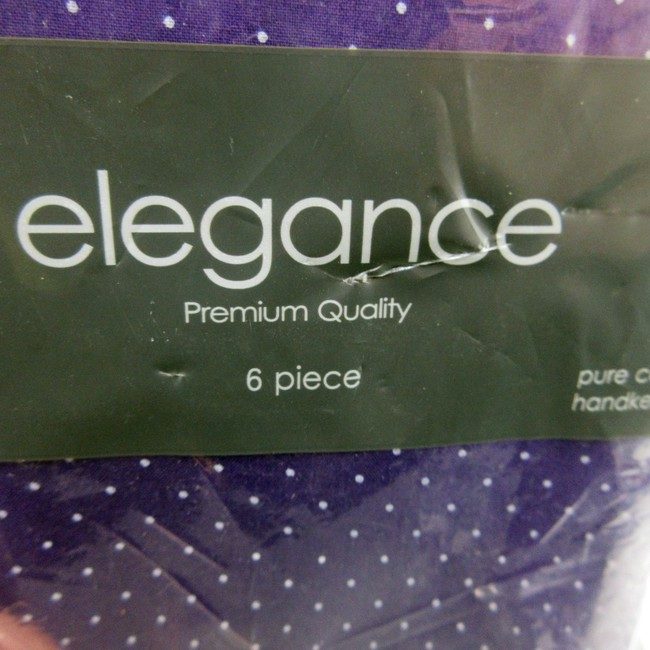 elegance
Premium Quality
6 piece
pure